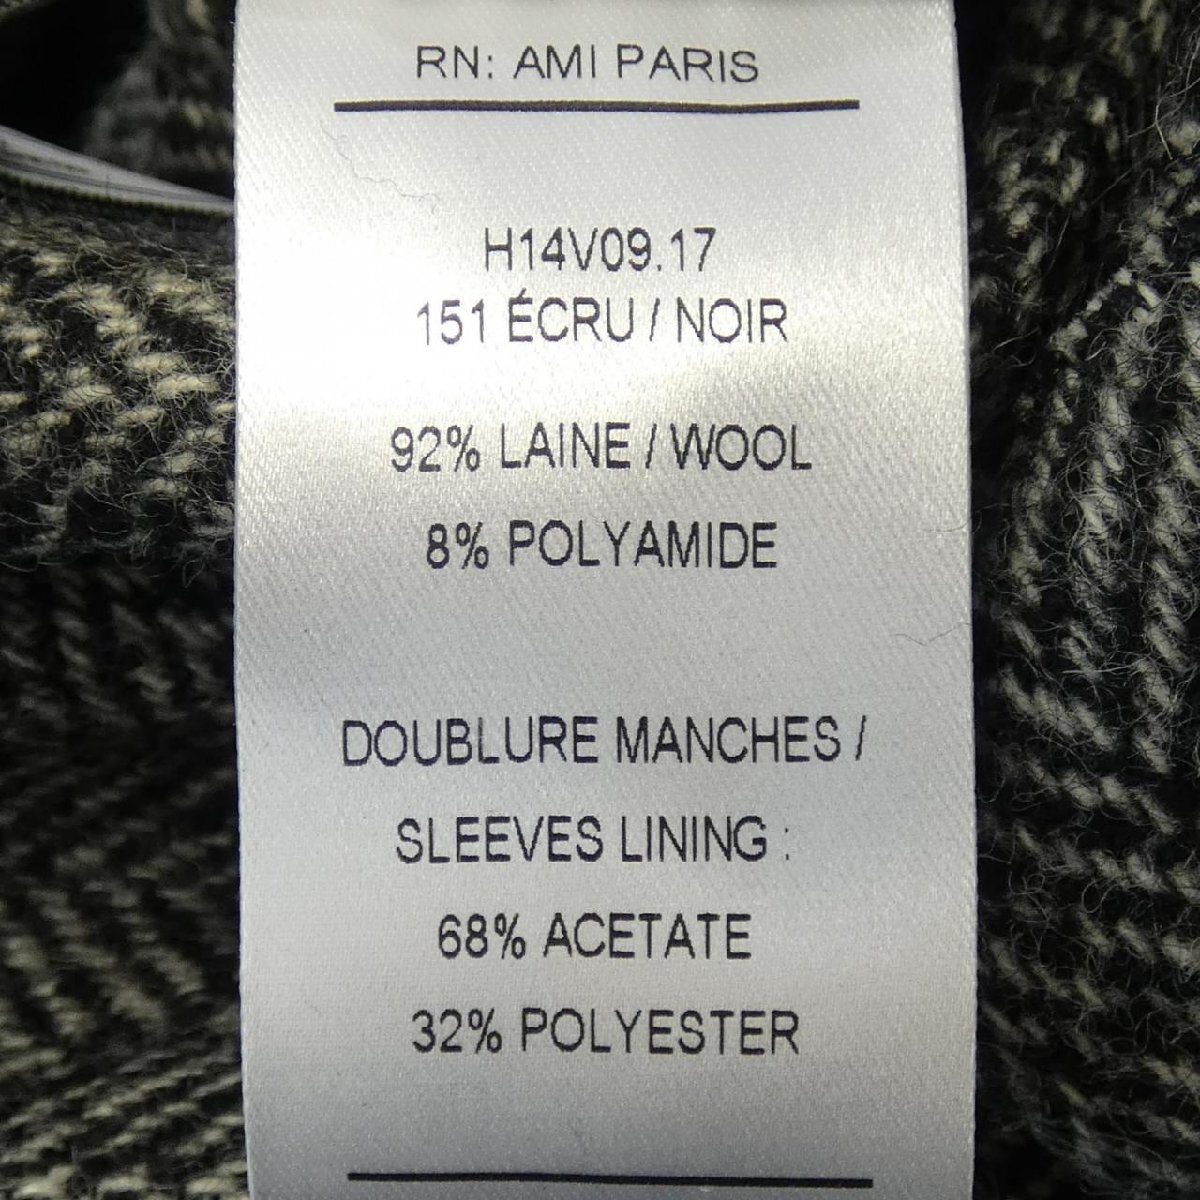 RN: AMI PARIS
H14V09.17
151 ÉCRU / NOIR
92% LAINE / WOOL
8% POLYAMIDE
DOUBLURE MANCHES /
SLEEVES LINING :
68% ACETATE
32% POLYESTER